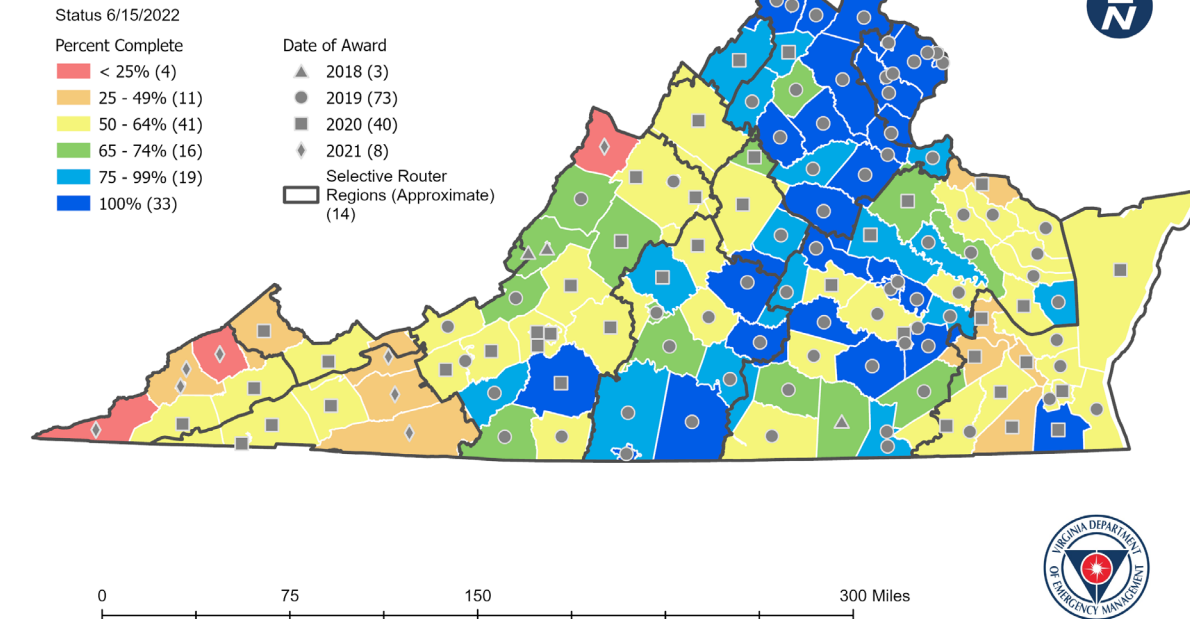 Status 6/15/2022
Percent Complete
< 25% (4)
25 - 49% (11)
50 - 64% (41)
65 - 74% (16)
75 - 99% (19)
100% (33)
Date of Award
2018 (3)
2019 (73)
2020 (40)
2021 (8)
Selective Router
Regions (Approximate)
(14)
N
VIRGINIA DEPARTMENT
OF EMERGENCY MANAGEMENT
0 75 150 300 Miles